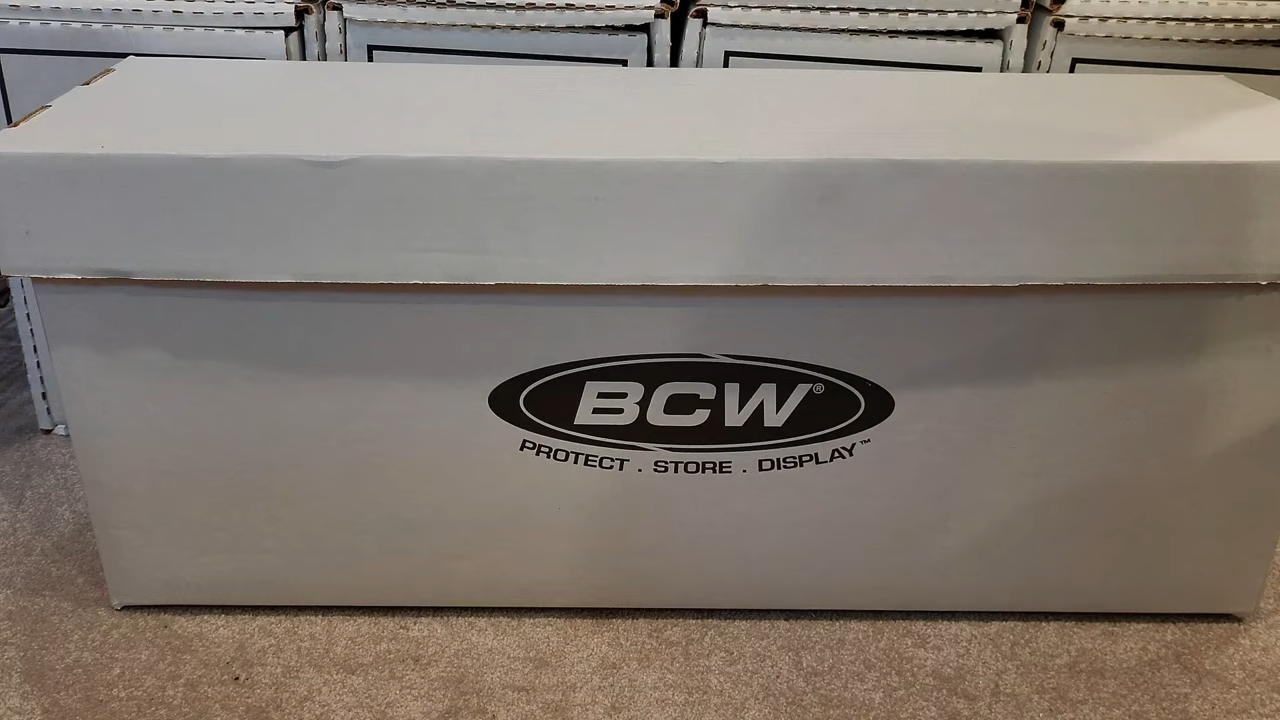 BCW®
PROTECT . STORE . DISPLAY™